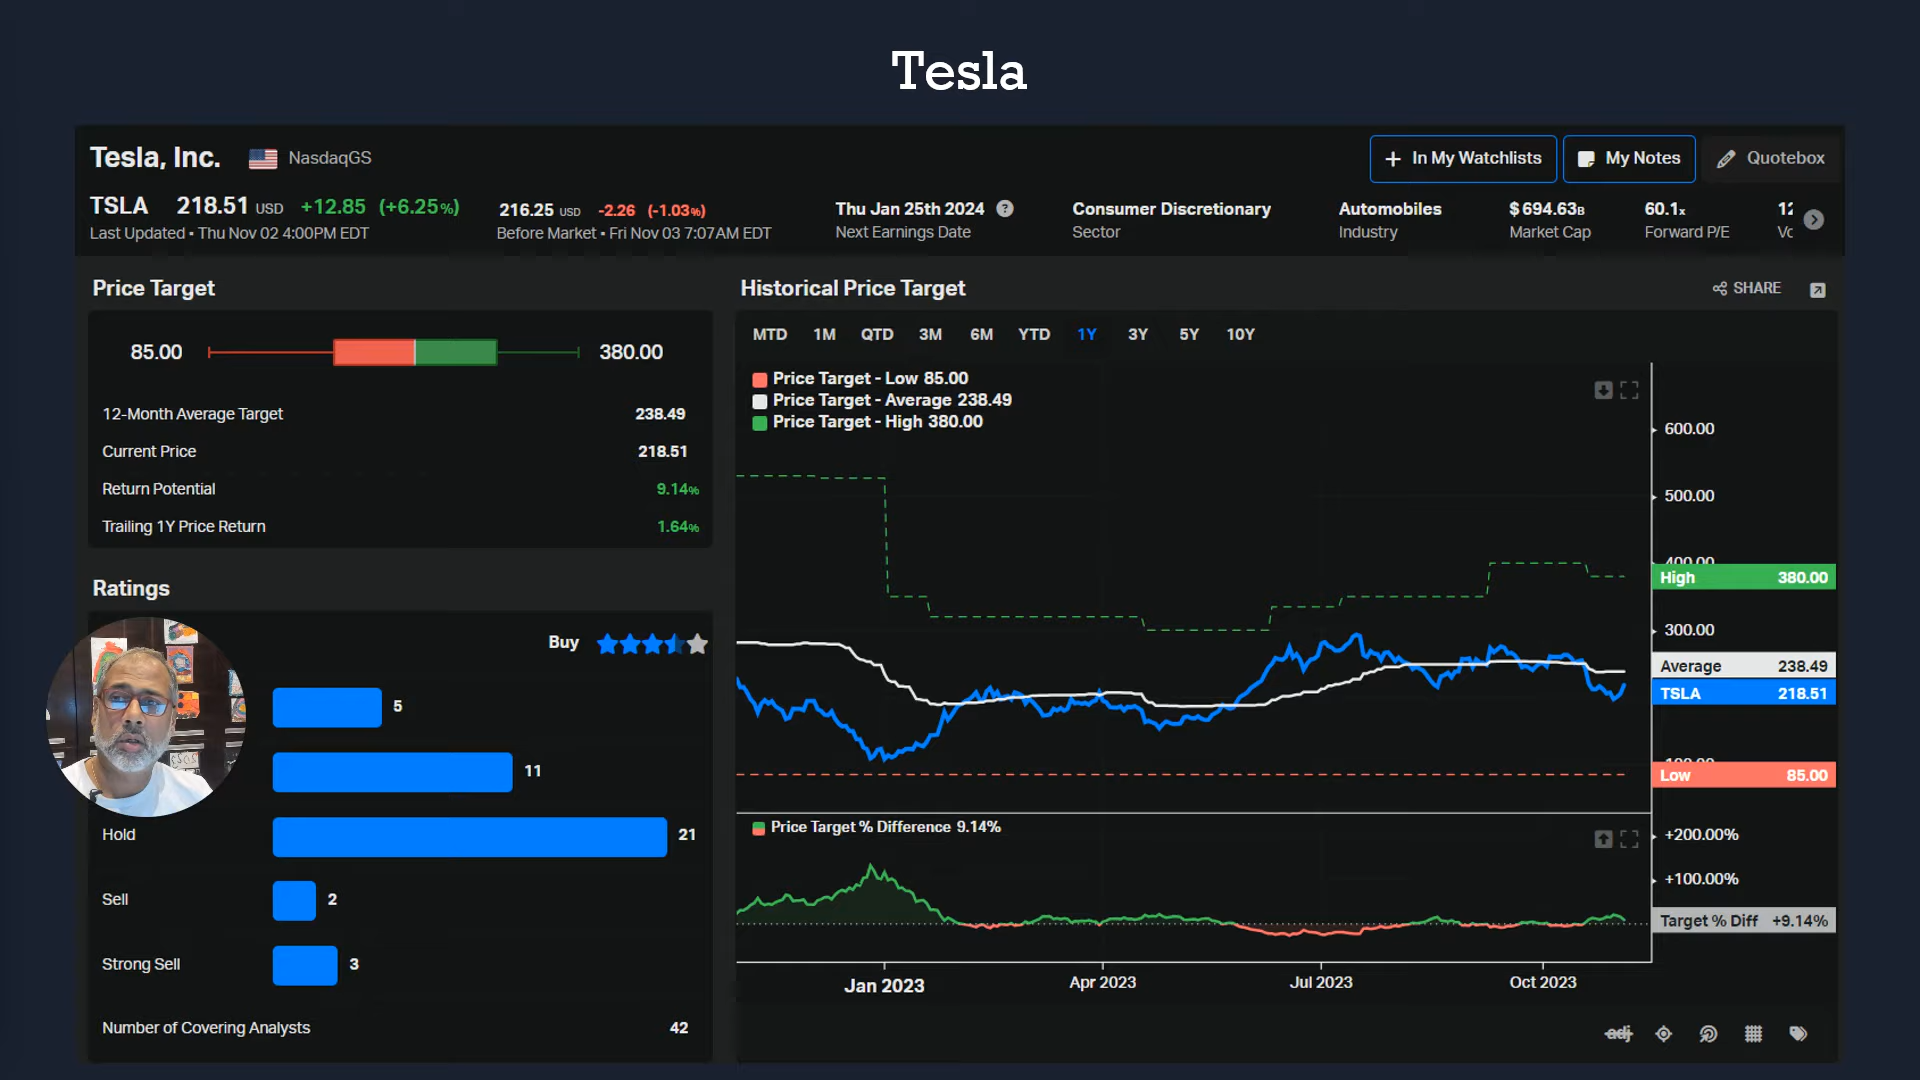 Tesla
Tesla, Inc. NasdaqGS
+ In My Watchlists My Notes Quotebox
TSLA 218.51 USD +12.85 (+6.25%)
Last Updated • Thu Nov 02 4:00PM EDT
216.25 USD -2.26 (-1.03%)
Before Market • Fri Nov 03 7:07AM EDT
Thu Jan 25th 2024 ?
Next Earnings Date
Consumer Discretionary
Sector
Automobiles
Industry
$694.63B
Market Cap
60.1x
Forward P/E
Price Target
85.00 380.00
12-Month Average Target 238.49
Current Price 218.51
Return Potential 9.14%
Trailing 1Y Price Return 1.64%
Ratings
Buy
5
11
Hold 21
Sell 2
Strong Sell 3
Number of Covering Analysts 42
Historical Price Target
SHARE
MTD 1M QTD 3M 6M YTD 1Y 3Y 5Y 10Y
Price Target - Low 85.00
Price Target - Average 238.49
Price Target - High 380.00
600.00
500.00
400.00
High 380.00
300.00
Average 238.49
TSLA 218.51
100.00
Low 85.00
Price Target % Difference 9.14%
+200.00%
+100.00%
Target % Diff +9.14%
Jan 2023 Apr 2023 Jul 2023 Oct 2023
adj